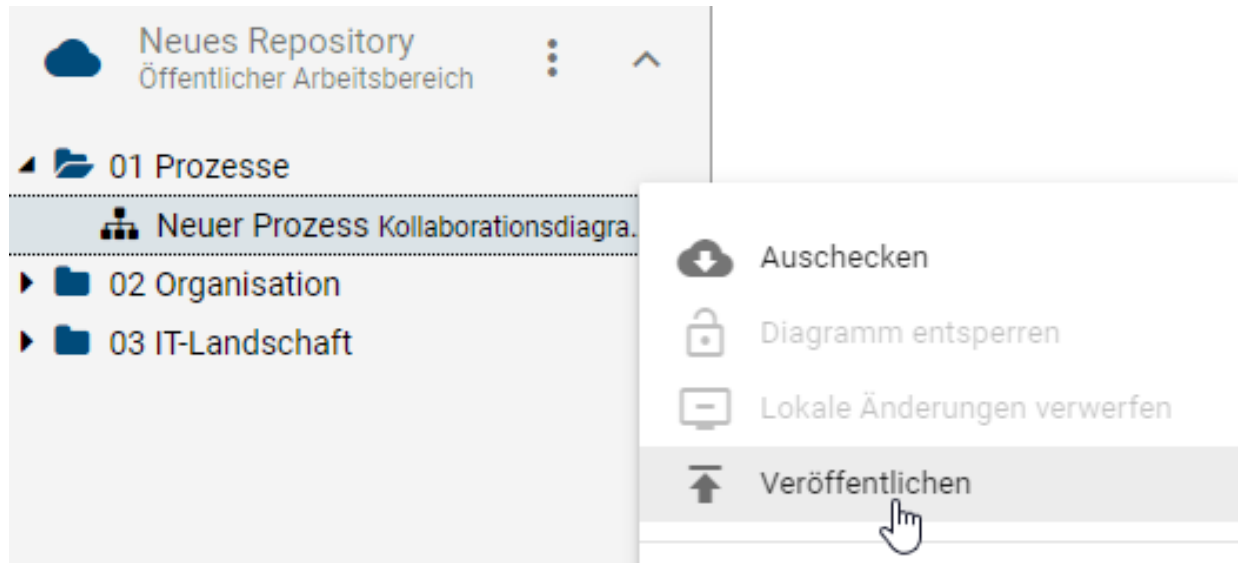 Neues Repository
Öffentlicher Arbeitsbereich
01 Prozesse
Neuer Prozess Kollaborationsdiagra..
02 Organisation
03 IT-Landschaft
Auschecken
Diagramm entsperren
Lokale Änderungen verwerfen
Veröffentlichen